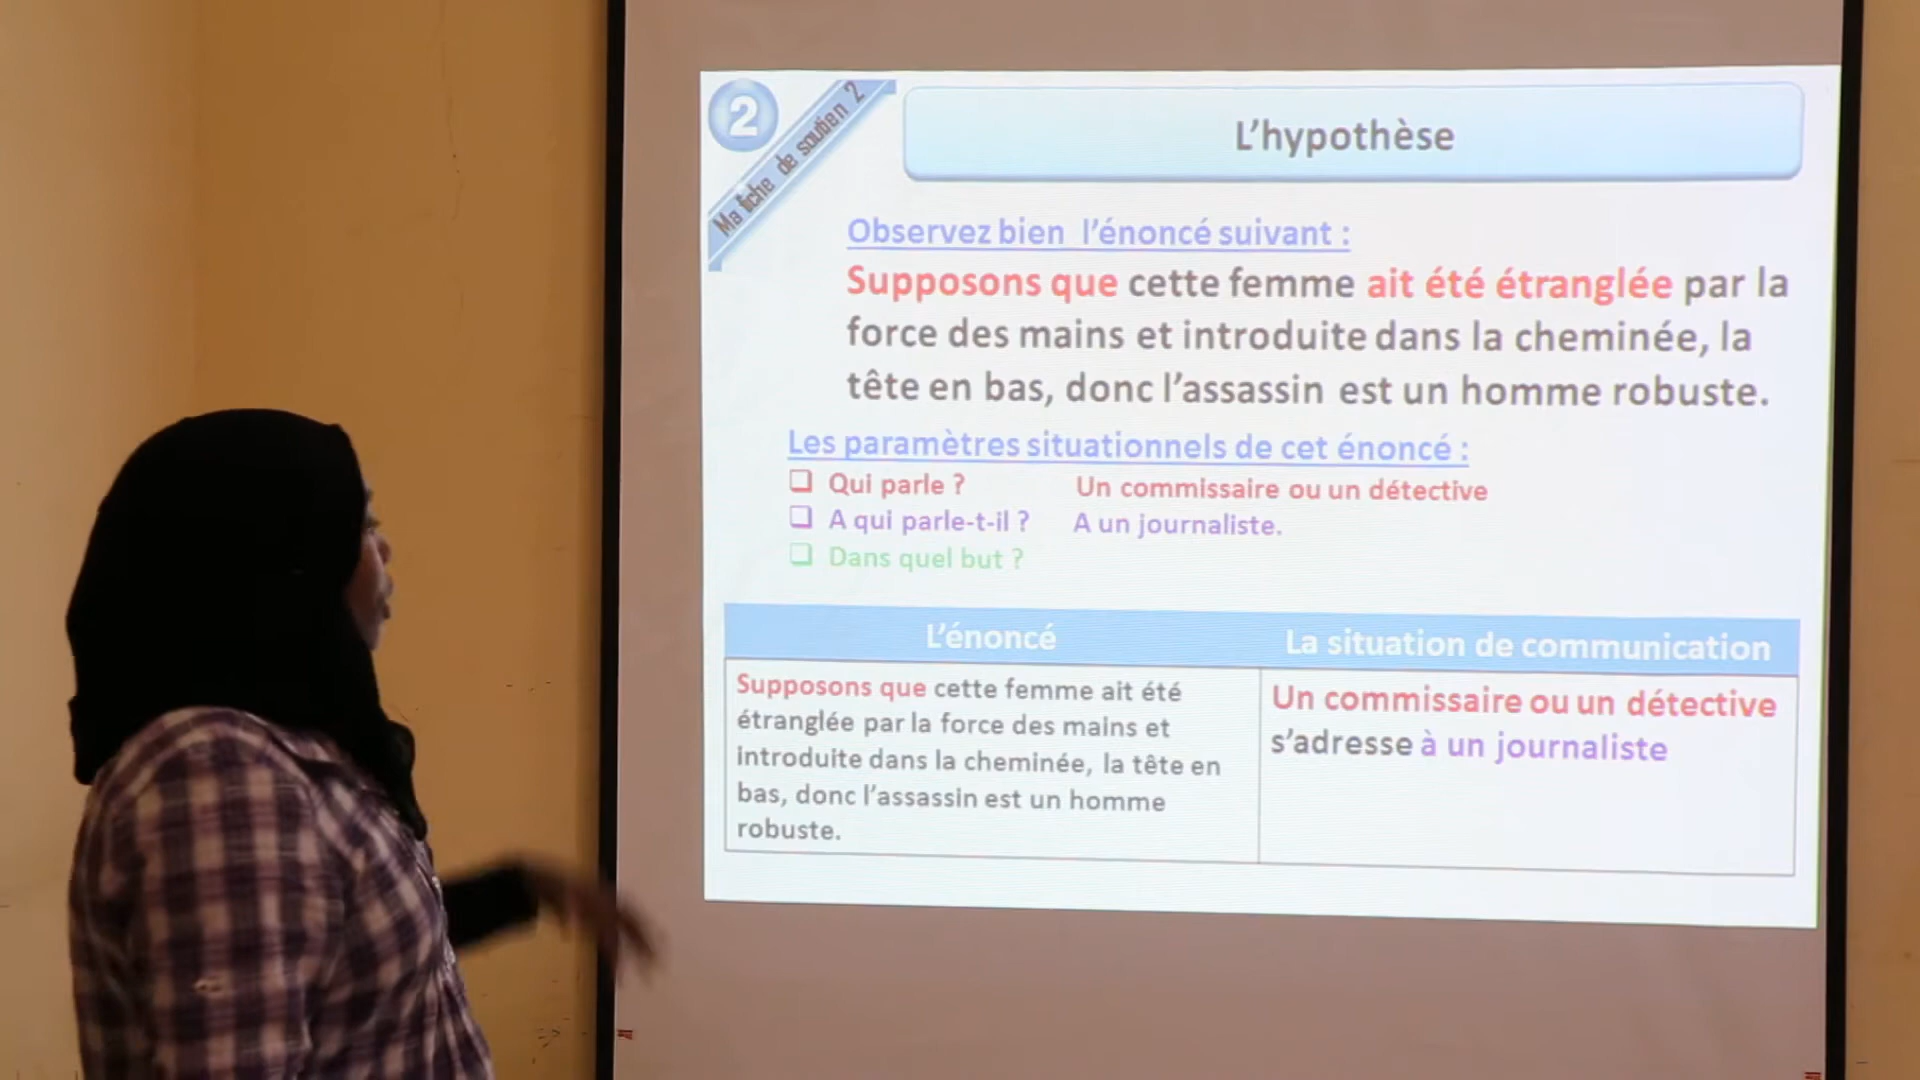 2
Ma fiche de soutien 2
L'hypothèse
Observez bien l'énoncé suivant :
Supposons que cette femme ait été étranglée par la
force des mains et introduite dans la cheminée, la
tête en bas, donc l'assassin est un homme robuste.
Les paramètres situationnels de cet énoncé :
Qui parle ? Un commissaire ou un détective
A qui parle-t-il ? A un journaliste.
Dans quel but ?
L'énoncé
La situation de communication
Supposons que cette femme ait été
étranglée par la force des mains et
introduite dans la cheminée, la tête en
bas, donc l'assassin est un homme
robuste.
Un commissaire ou un détective
s'adresse à un journaliste